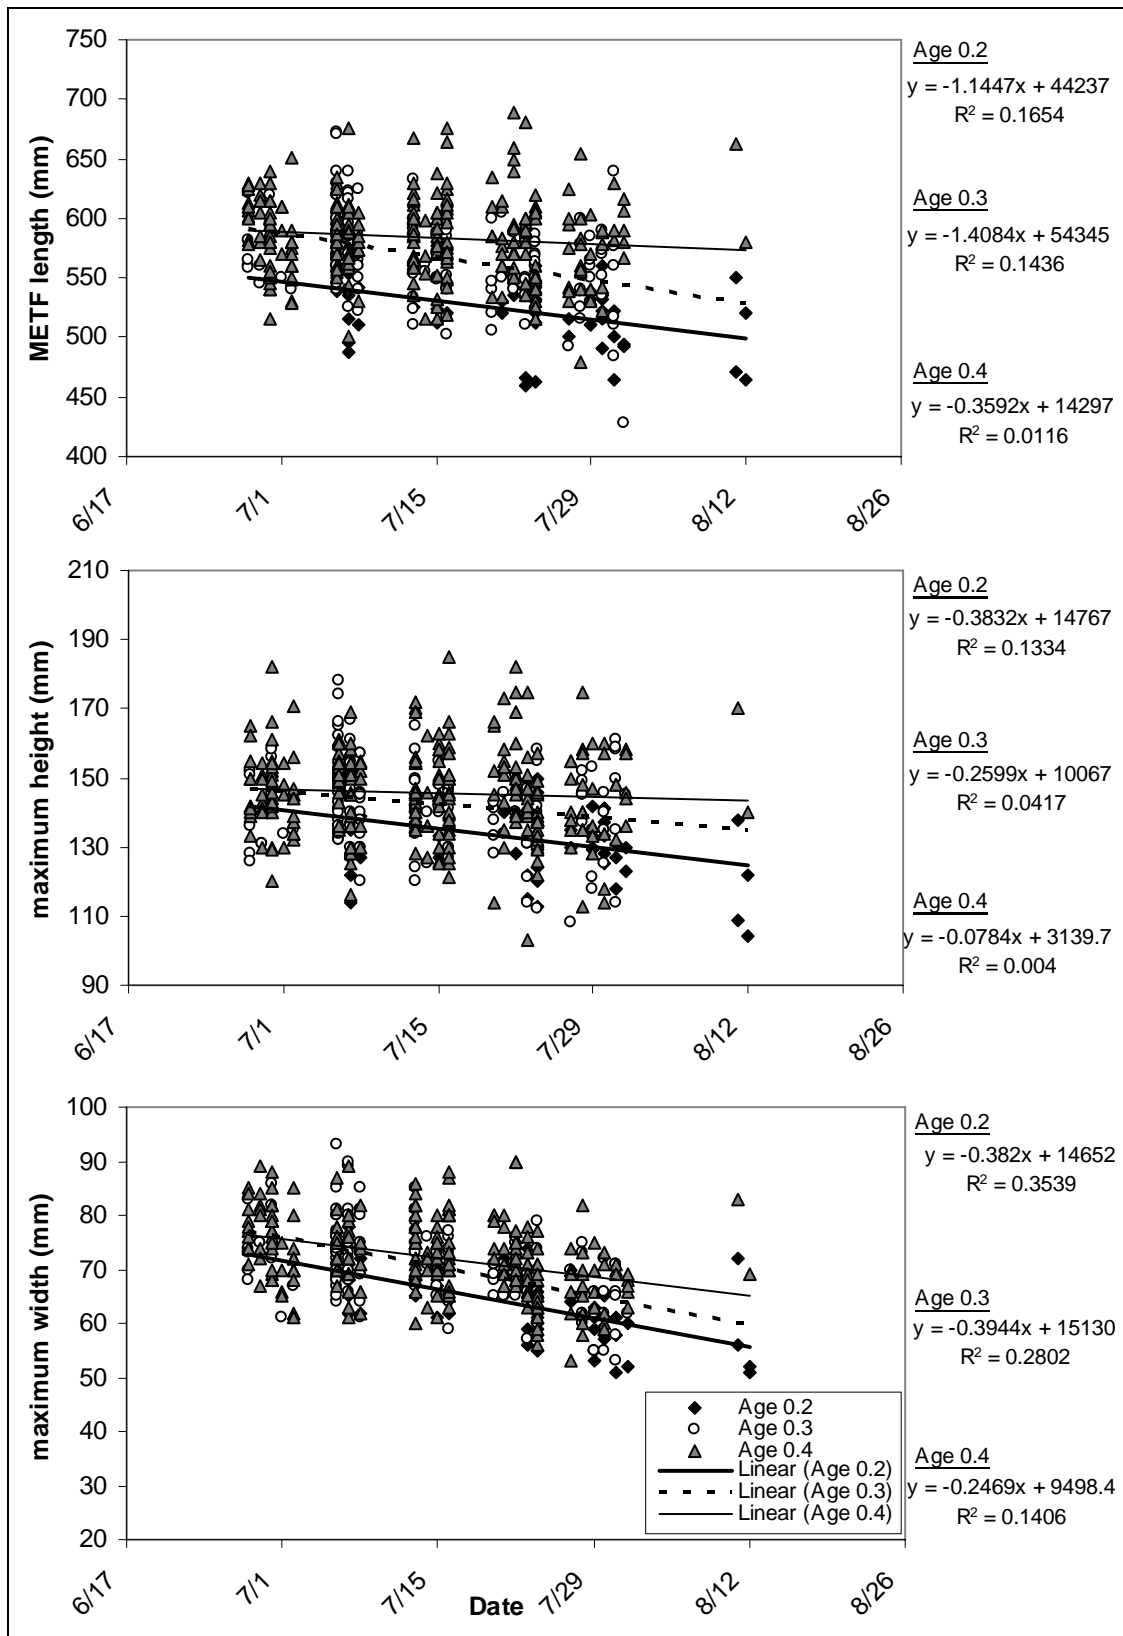 METF length (mm)
750
700
650
600
550
500
450
400
6/17
7/1
7/15
7/29
8/12
8/26
Age 0.2
y = -1.1447x + 44237
R² = 0.1654
Age 0.3
y = -1.4084x + 54345
R² = 0.1436
Age 0.4
y = -0.3592x + 14297
R² = 0.0116
maximum height (mm)
210
190
170
150
130
110
90
6/17
7/1
7/15
7/29
8/12
8/26
Age 0.2
y = -0.3832x + 14767
R² = 0.1334
Age 0.3
y = -0.2599x + 10067
R² = 0.0417
Age 0.4
y = -0.0784x + 3139.7
R² = 0.004
maximum width (mm)
100
90
80
70
60
50
40
30
20
6/17
7/1
7/15
7/29
8/12
8/26
Date
Age 0.2
Age 0.3
Age 0.4
Linear (Age 0.2)
Linear (Age 0.3)
Linear (Age 0.4)
Age 0.2
y = -0.382x + 14652
R² = 0.3539
Age 0.3
y = -0.3944x + 15130
R² = 0.2802
Age 0.4
y = -0.2469x + 9498.4
R² = 0.1406